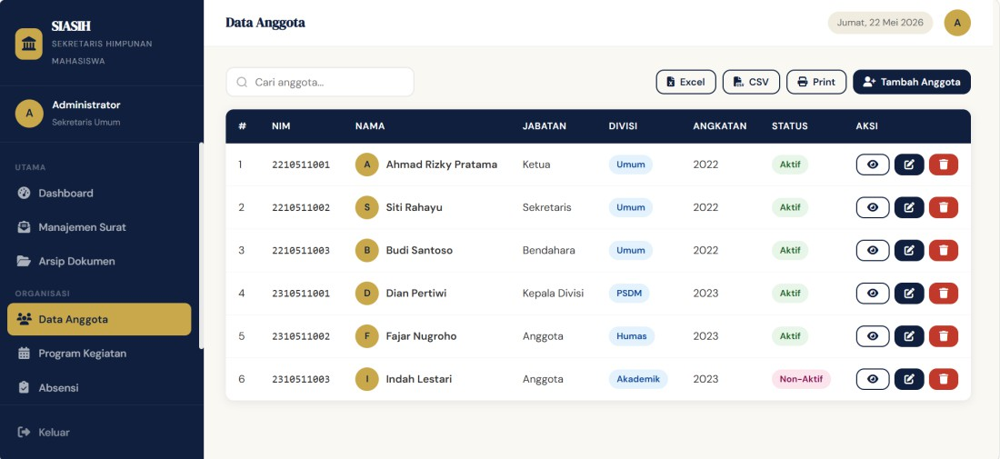 SIASIH
SEKRETARIS HIMPUNAN
MAHASISWA
A
Administrator
Sekretaris Umum
UTAMA
Dashboard
Manajemen Surat
Arsip Dokumen
ORGANISASI
Data Anggota
Program Kegiatan
Absensi
Keluar
Data Anggota
Jumat, 22 Mei 2026
A
Cari anggota...
Excel
CSV
Print
Tambah Anggota
# NIM NAMA JABATAN DIVISI ANGKATAN STATUS AKSI
1 2210511001 A Ahmad Rizky Pratama Ketua Umum 2022 Aktif
2 2210511002 S Siti Rahayu Sekretaris Umum 2022 Aktif
3 2210511003 B Budi Santoso Bendahara Umum 2022 Aktif
4 2310511001 D Dian Pertiwi Kepala Divisi PSDM 2023 Aktif
5 2310511002 F Fajar Nugroho Anggota Humas 2023 Aktif
6 2310511003 I Indah Lestari Anggota Akademik 2023 Non-Aktif